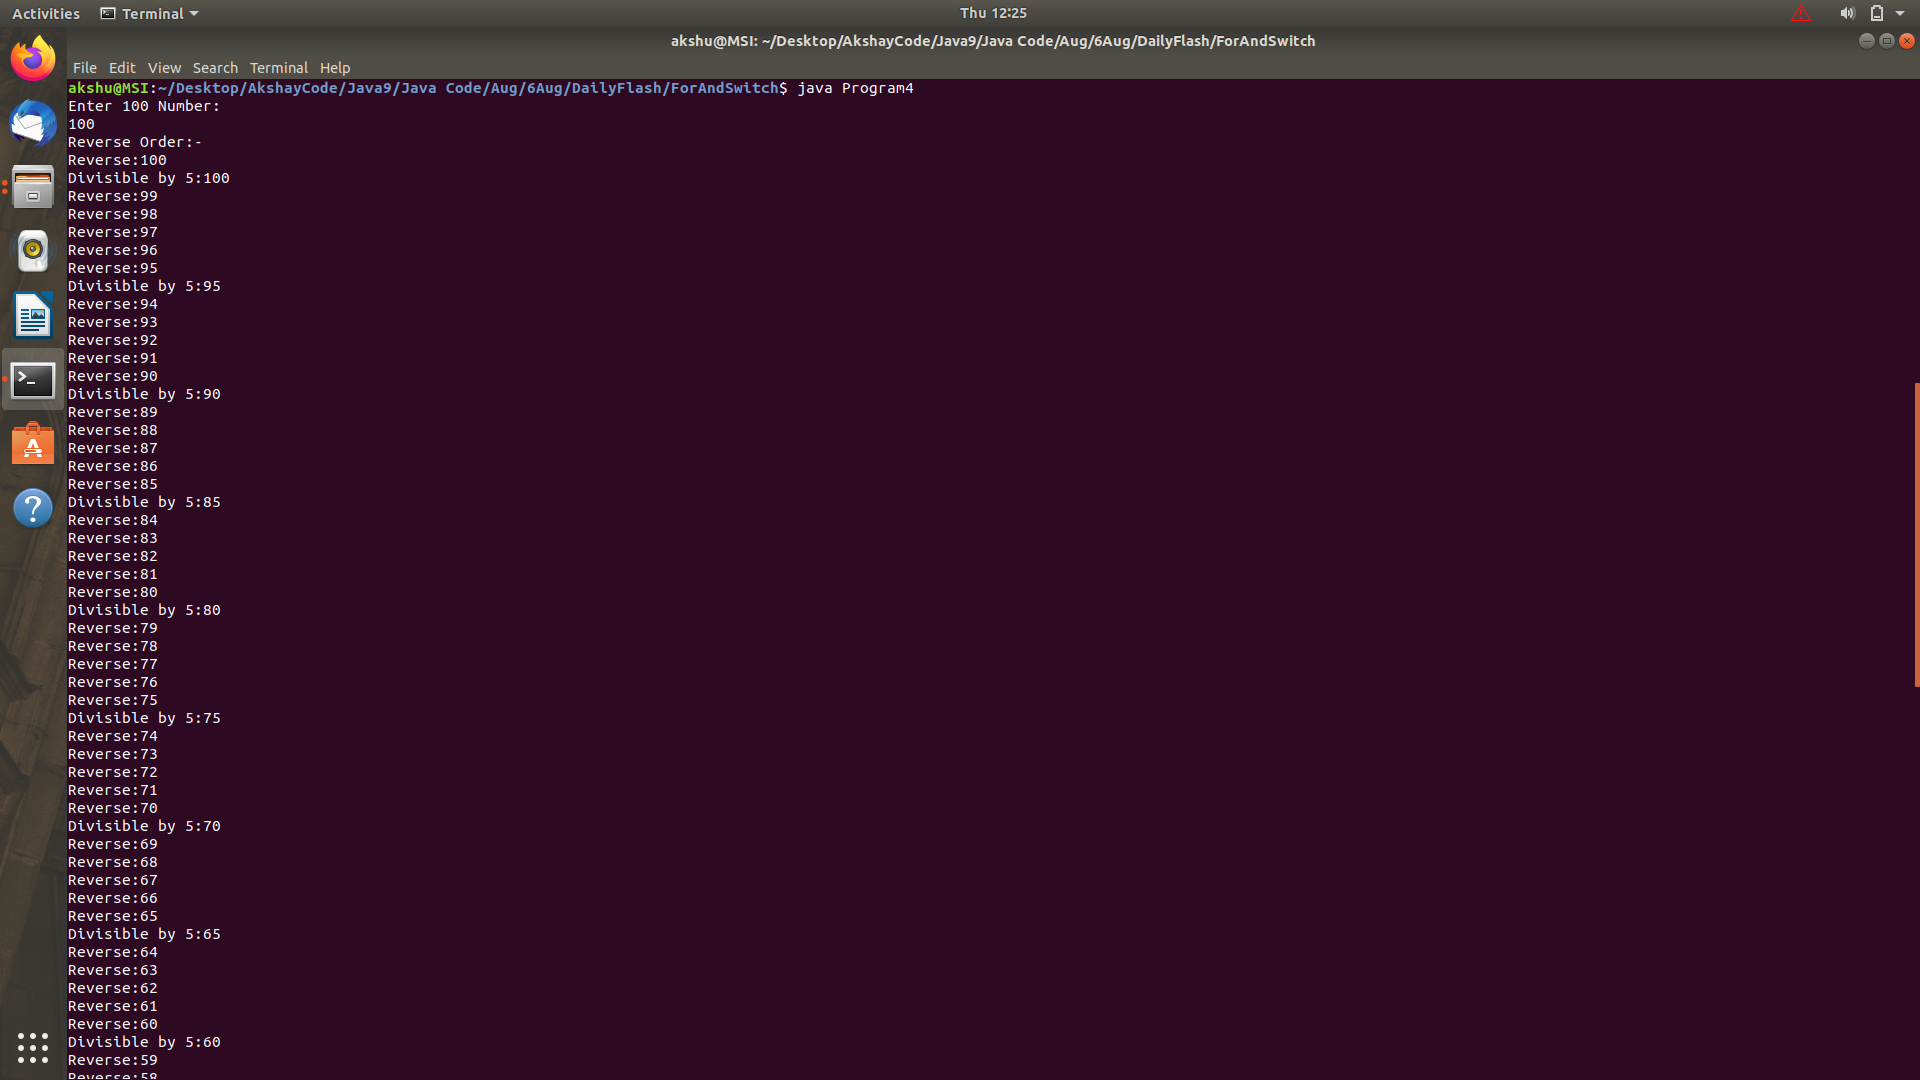 Activities Terminal Thu 12:25
akshu@MSI: ~/Desktop/AkshayCode/Java9/Java Code/Aug/6Aug/DailyFlash/ForAndSwitch
File Edit View Search Terminal Help
akshu@MSI:~/Desktop/AkshayCode/Java9/Java Code/Aug/6Aug/DailyFlash/ForAndSwitch$ java Program4
Enter 100 Number:
100
Reverse Order:-
Reverse:100
Divisible by 5:100
Reverse:99
Reverse:98
Reverse:97
Reverse:96
Reverse:95
Divisible by 5:95
Reverse:94
Reverse:93
Reverse:92
Reverse:91
Reverse:90
Divisible by 5:90
Reverse:89
Reverse:88
Reverse:87
Reverse:86
Reverse:85
Divisible by 5:85
Reverse:84
Reverse:83
Reverse:82
Reverse:81
Reverse:80
Divisible by 5:80
Reverse:79
Reverse:78
Reverse:77
Reverse:76
Reverse:75
Divisible by 5:75
Reverse:74
Reverse:73
Reverse:72
Reverse:71
Reverse:70
Divisible by 5:70
Reverse:69
Reverse:68
Reverse:67
Reverse:66
Reverse:65
Divisible by 5:65
Reverse:64
Reverse:63
Reverse:62
Reverse:61
Reverse:60
Divisible by 5:60
Reverse:59
Reverse:58